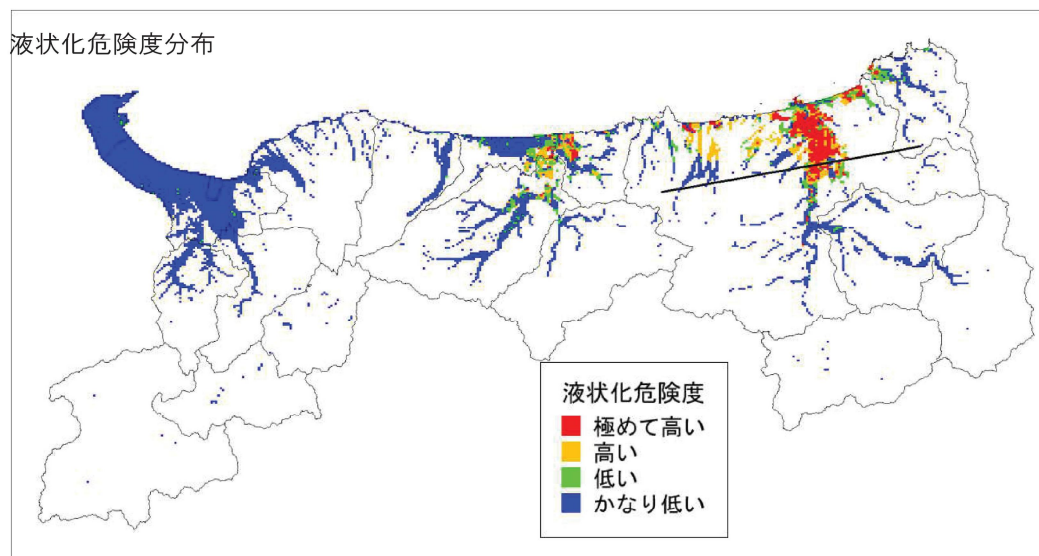 液状化危険度分布
液状化危険度
極めて高い
高い
低い
かなり低い